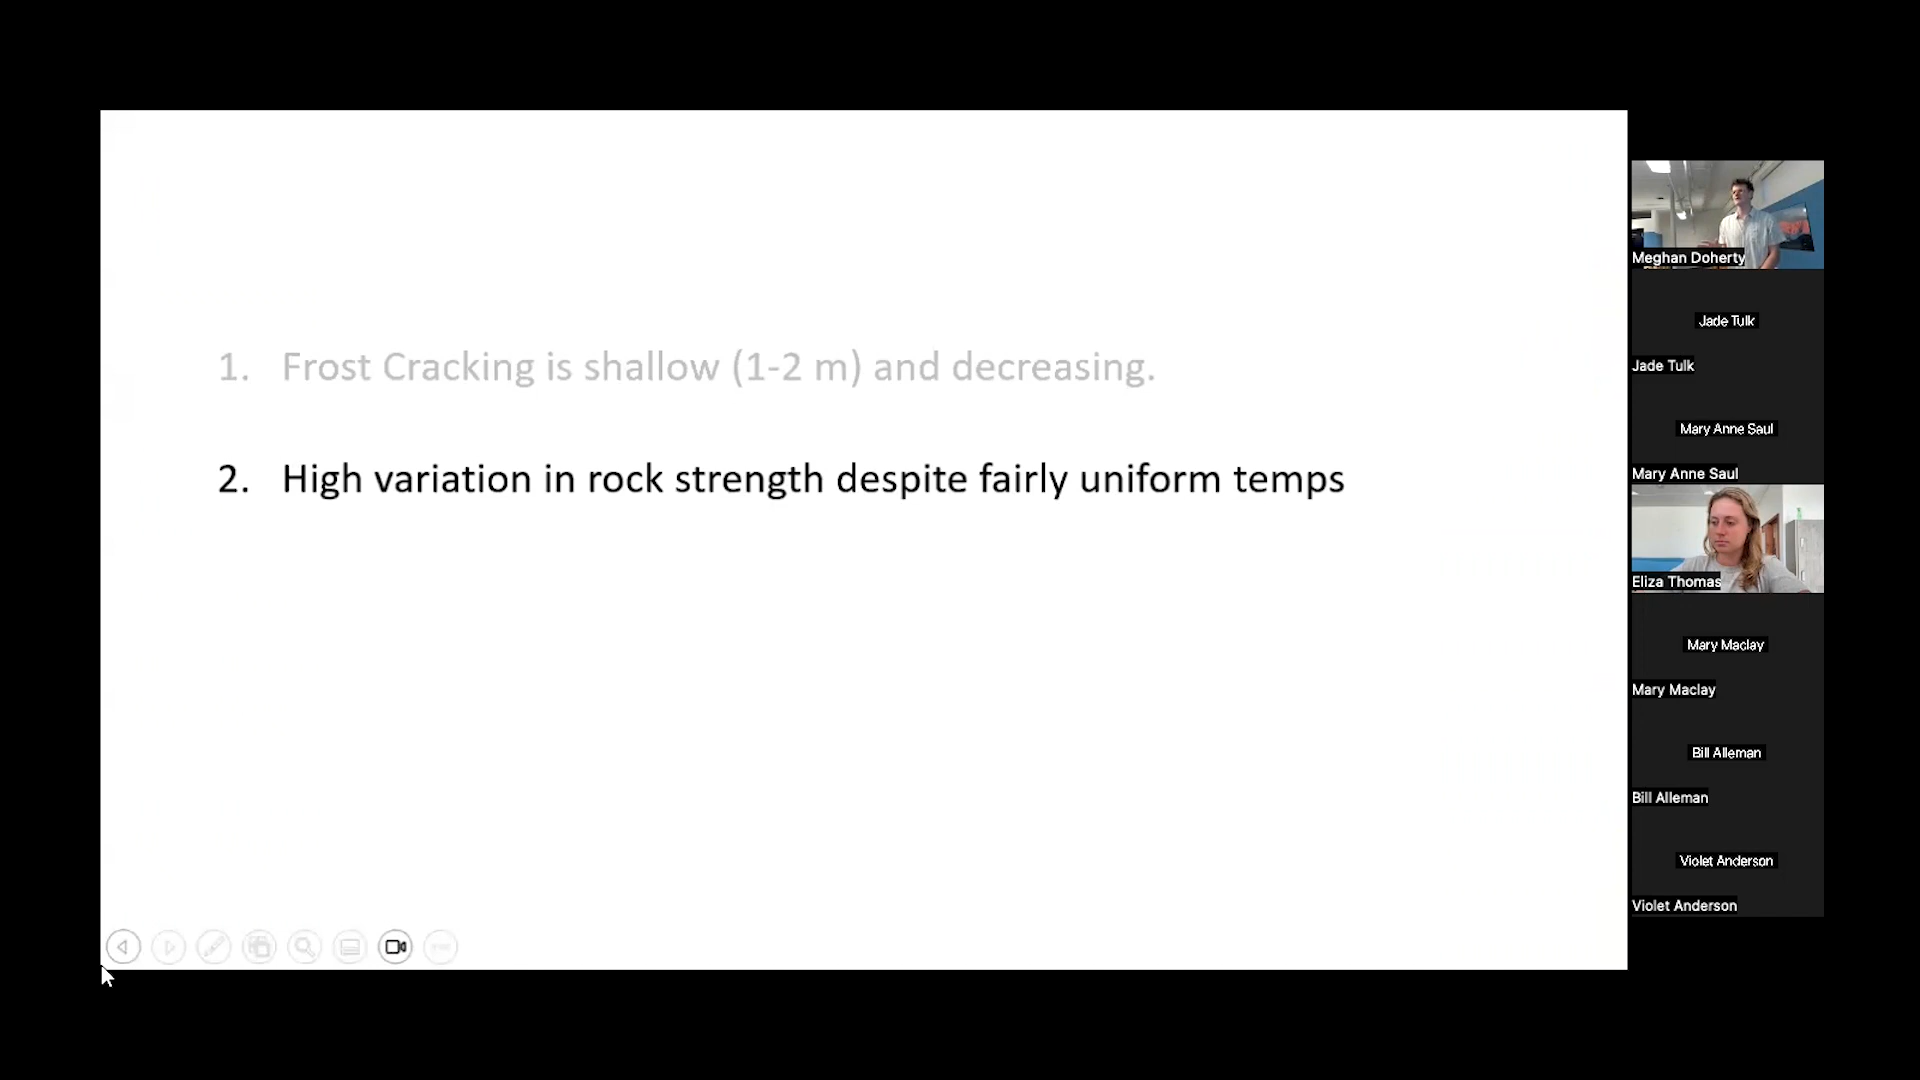 1. Frost Cracking is shallow (1-2 m) and decreasing.
2. High variation in rock strength despite fairly uniform temps
Meghan Doherty
Jade Tulk
Jade Tulk
Mary Anne Saul
Mary Anne Saul
Eliza Thomas
Mary Maclay
Mary Maclay
Bill Alleman
Bill Alleman
Violet Anderson
Violet Anderson